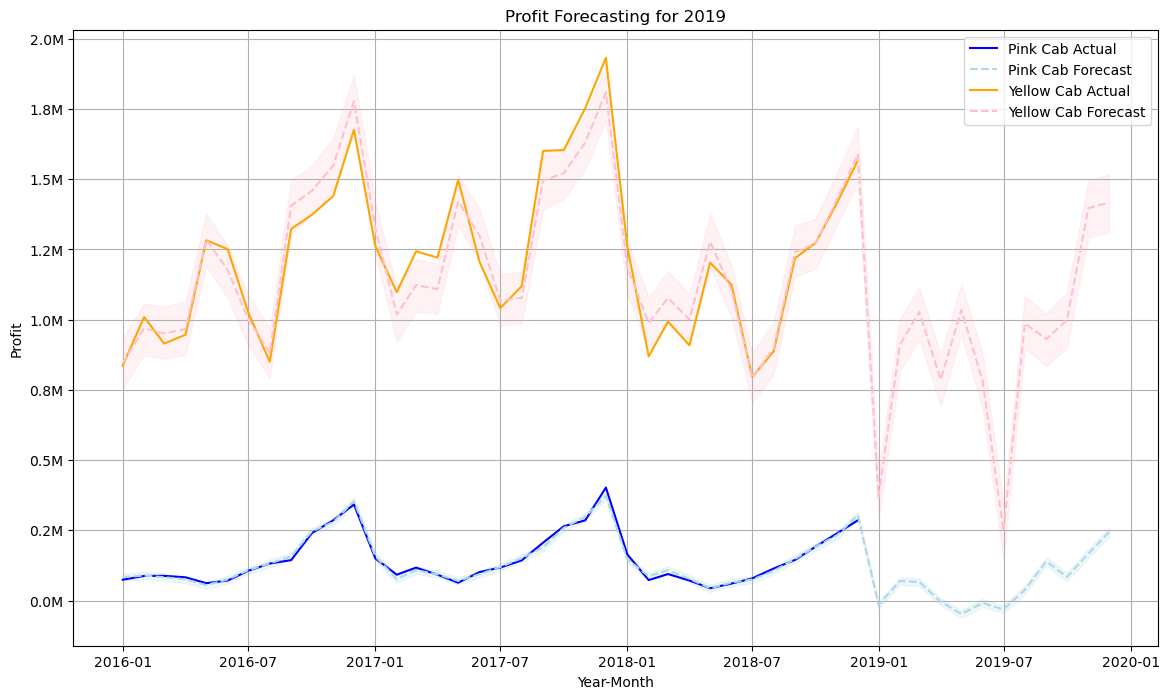 Profit Forecasting for 2019
Pink Cab Actual
Pink Cab Forecast
Yellow Cab Actual
Yellow Cab Forecast
2.0M
1.8M
1.5M
1.2M
1.0M
0.8M
0.5M
0.2M
0.0M
Profit
2016-01 2016-07 2017-01 2017-07 2018-01 2018-07 2019-01 2019-07 2020-01
Year-Month